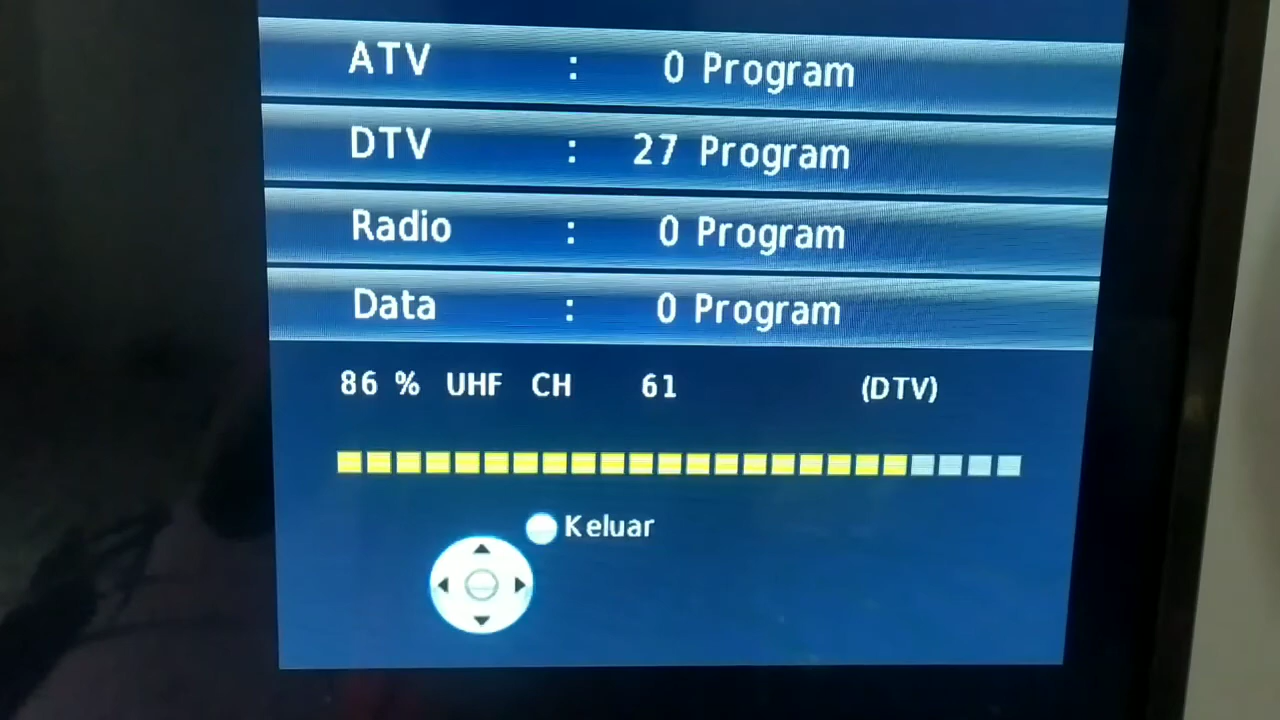 ATV : 0 Program
DTV : 27 Program
Radio : 0 Program
Data : 0 Program
86 % UHF CH 61 (DTV)
Keluar